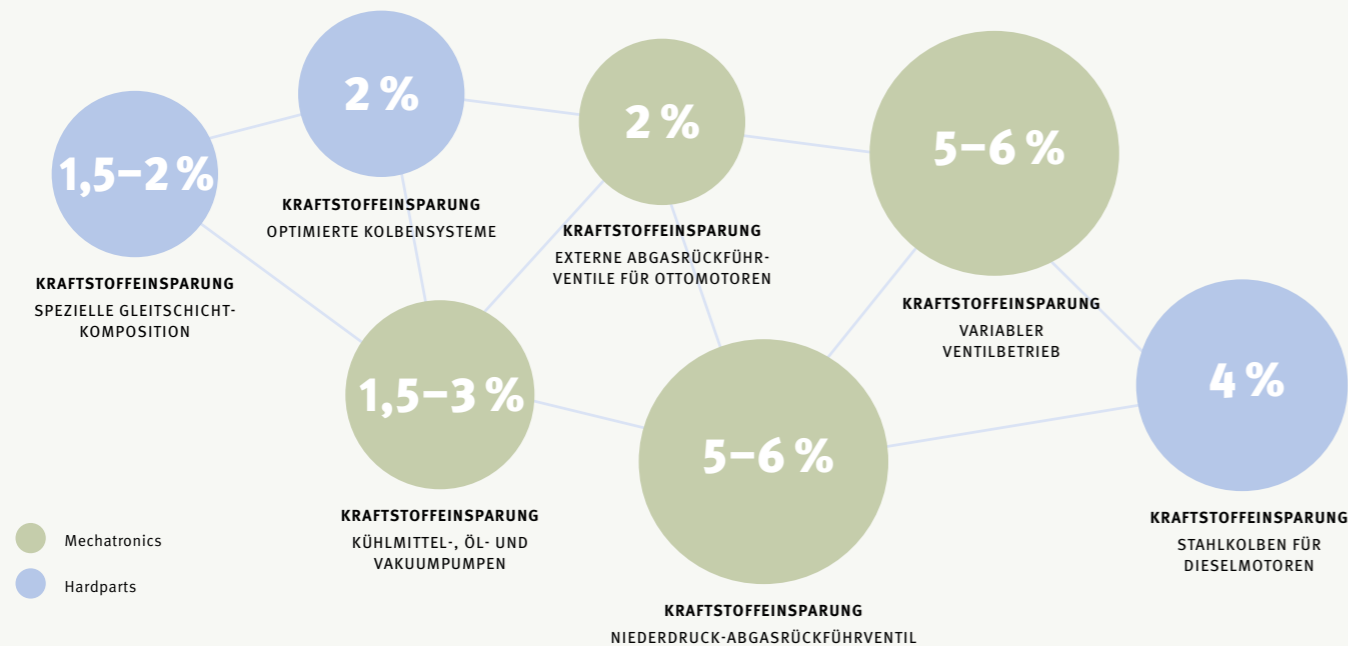 1,5–2 %
KRAFTSTOFFEINSPARUNG
SPEZIELLE GLEITSCHICHT-
KOMPOSITION
2 %
KRAFTSTOFFEINSPARUNG
OPTIMIERTE KOLBENSYSTEME
2 %
KRAFTSTOFFEINSPARUNG
EXTERNE ABGASRÜCKFÜHR-
VENTILE FÜR OTTOMOTOREN
5–6 %
KRAFTSTOFFEINSPARUNG
VARIABLER
VENTILBETRIEB
1,5–3 %
KRAFTSTOFFEINSPARUNG
KÜHLMITTEL-, ÖL- UND
VAKUUMPUMPEN
5–6 %
KRAFTSTOFFEINSPARUNG
NIEDERDRUCK-ABGASRÜCKFÜHRVENTIL
4 %
KRAFTSTOFFEINSPARUNG
STAHLKOLBEN FÜR
DIESELMOTOREN
Mechatronics
Hardparts